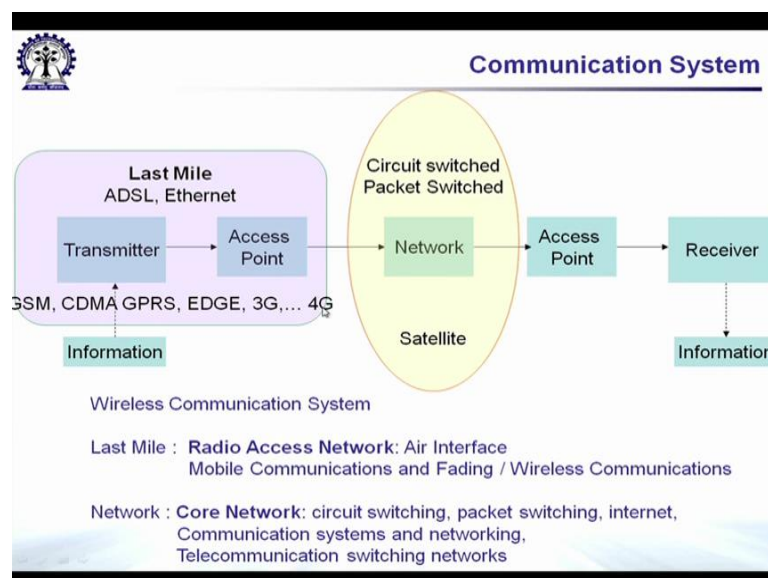 Communication System
Last Mile
ADSL, Ethernet
Circuit switched
Packet Switched
Transmitter
Access
Point
Network
Access
Point
Receiver
GSM, CDMA GPRS, EDGE, 3G,... 4G
Satellite
Information
Information
Wireless Communication System
Last Mile : Radio Access Network: Air Interface
Mobile Communications and Fading / Wireless Communications
Network : Core Network: circuit switching, packet switching, internet,
Communication systems and networking,
Telecommunication switching networks